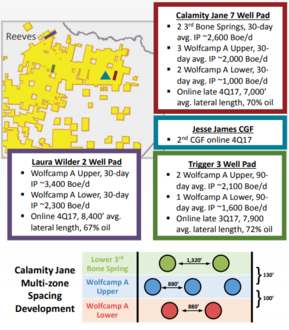 Reeves
Calamity Jane 7 Well Pad
▪ 2 3rd Bone Springs, 30-day
avg. IP ~2,600 Boe/d
▪ 3 Wolfcamp A Upper, 30-
day avg. IP ~2,000 Boe/d
▪ 2 Wolfcamp A Lower, 30-
day avg. IP ~1,000 Boe/d
▪ Online 4Q17, 7,000'
avg. lateral length, 70% oil
Jesse James CGF
▪ 2nd CGF online 4Q17
Laura Wilder 2 Well Pad
▪ Wolfcamp A Upper, 30-day
IP ~3,400 Boe/d
▪ Wolfcamp A Lower, 30-day
IP ~2,300 Boe/d
▪ Online 4Q17, 8,400' avg.
lateral length, 67% oil
Trigger 3 Well Pad
▪ 2 Wolfcamp A Upper, 90-day
avg. IP ~2,100 Boe/d
▪ 1 Wolfcamp A Lower, 90-day
avg. IP ~1,600 Boe/d
▪ Online late 3Q17, 7,900
avg. lateral length, 72% oil
Calamity Jane
Multi-zone
Spacing
Development
Lower 3rd
Bone Spring
1,320'
130'
Wolfcamp A
Upper
880'
100'
Wolfcamp A
Lower
880'